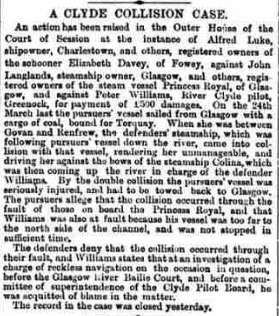 A CLYDE COLLISION CASE.
An action has been raised in the Outer House of the
Court of Session at the instance of Alfred Luke,
shipowner, Charlestown, and others, registered owners of
the schooner Elizabeth Davey, of Fowey, against John
Langlands, steamship owner, Glasgow, and others, regis-
tered owners of the steam vessel Princess Royal, of Glas-
gow, and against Peter Williams, River Clyde pilot,
Greenock, for payment of £500 damages. On the 24th
March last the pursuers' vessel sailed from Glasgow with a
cargo of coal, bound for Torquay. When she was between
Govan and Renfrew, the defenders' steamship, which was
following pursuers' vessel down the river, came into col-
lision with that vessel, rendering her unmanageable, and
driving her against the bows of the steamship Colina, which
was then coming up the river in charge of the defender
Williams. By the double collision the pursuers' vessel was
seriously injured, and had to be towed back to Glasgow.
The pursuers allege that the collision occurred through the
fault of those on board the Princess Royal, and that
Williams was also at fault because his vessel was too far to
the north side of the channel, and was not stopped in
sufficient time.
The defenders deny that the collision occurred through
their fault, and Williams states that at an investigation of a
charge of reckless navigation on the occasion in question,
before the Glasgow River Bailie Court, and before a com-
mittee of superintendence of the Clyde Pilot Board, he
was acquitted of blame in the matter.
The record in the case was closed yesterday.